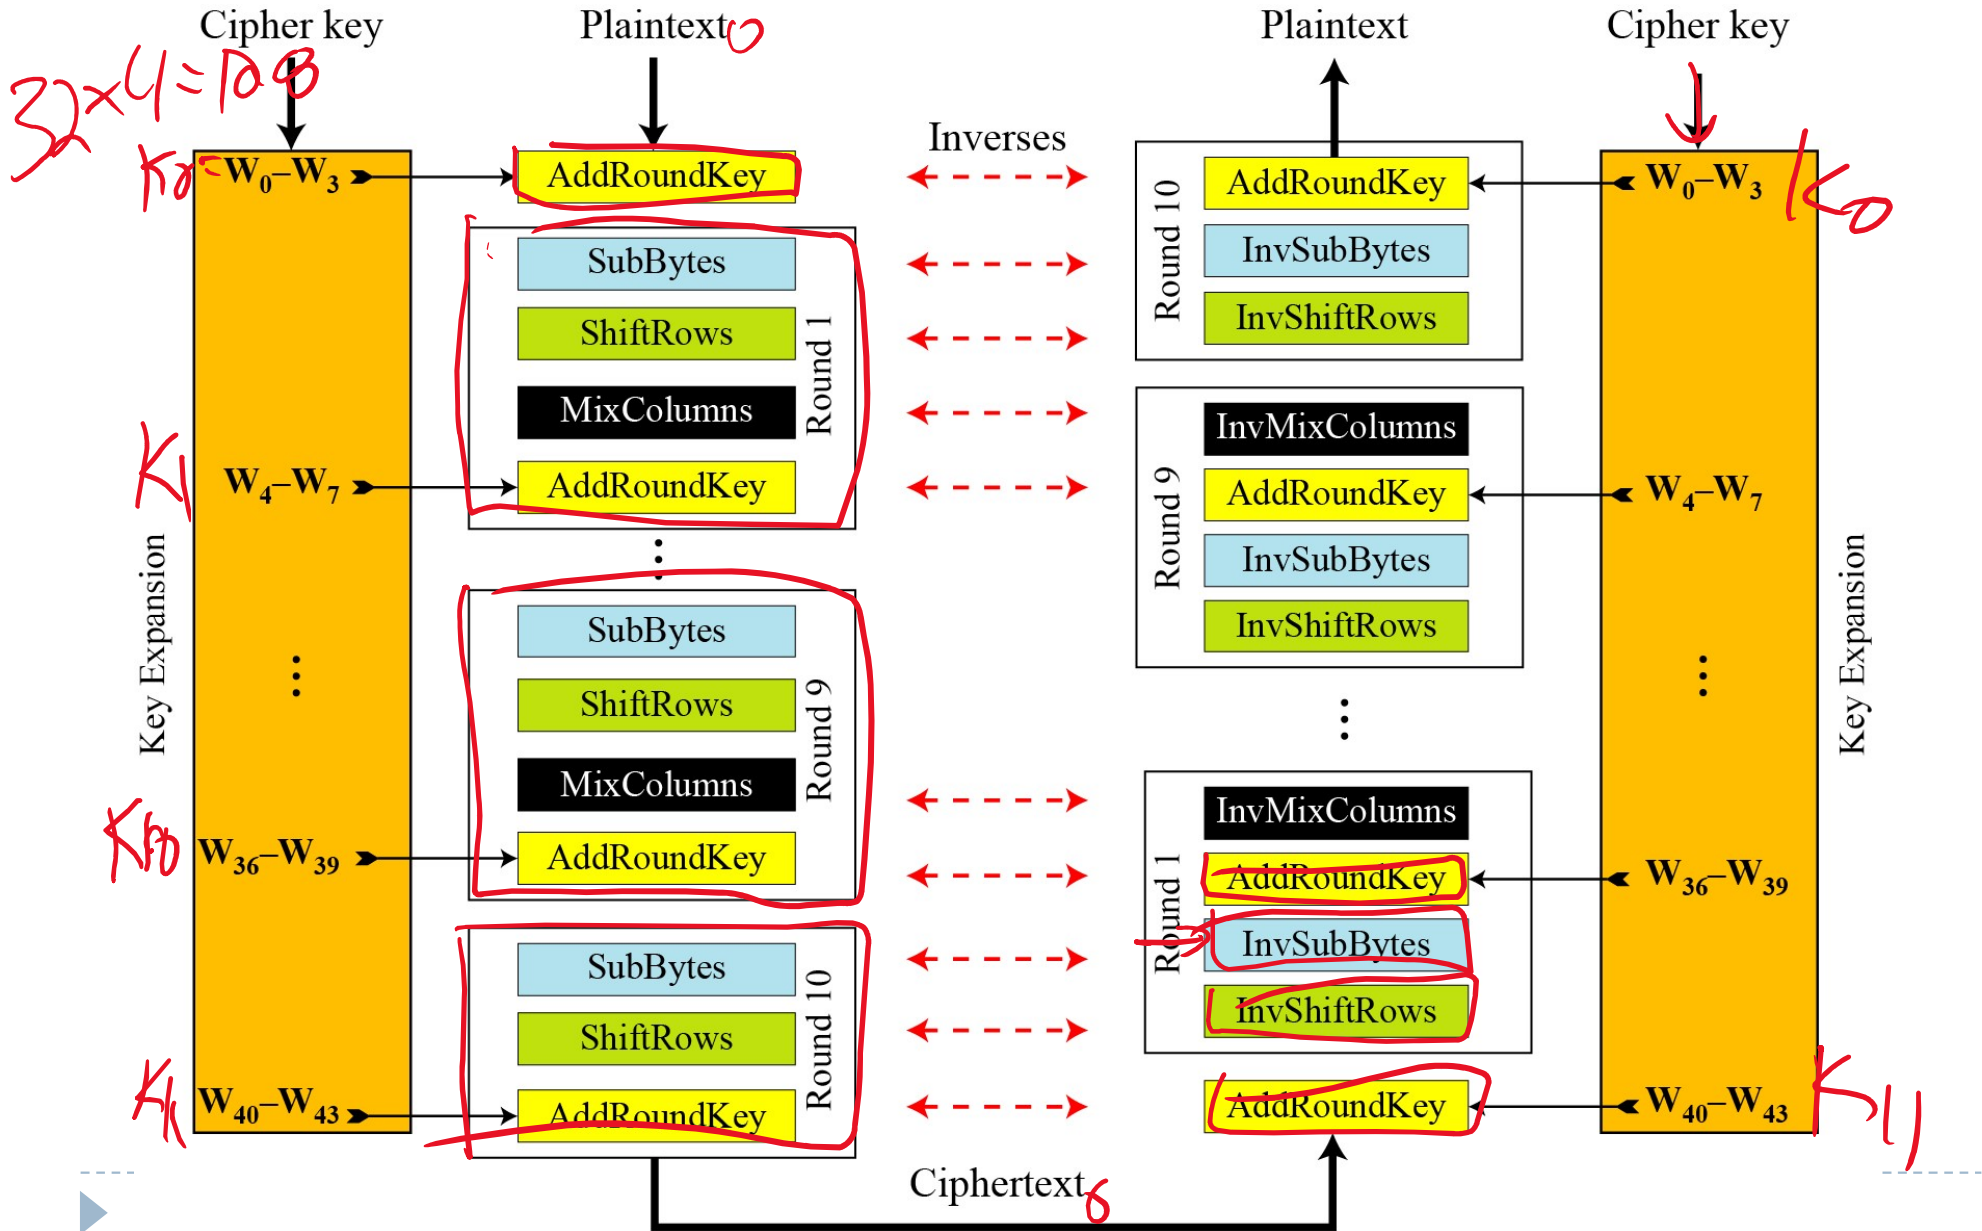 Cipher key
Plaintext 0
Plaintext
Cipher key
32×4=128
Inverses
K0
W0–W3
AddRoundKey
SubBytes
ShiftRows
MixColumns
AddRoundKey
Round 1
K1
W4–W7
Key Expansion
SubBytes
ShiftRows
MixColumns
AddRoundKey
Round 9
K10
W36–W39
SubBytes
ShiftRows
AddRoundKey
Round 10
W40–W43
Ciphertext
AddRoundKey
InvSubBytes
InvShiftRows
Round 10
W0–W3
K0
InvMixColumns
AddRoundKey
InvSubBytes
InvShiftRows
Round 9
W4–W7
Key Expansion
InvMixColumns
AddRoundKey
InvSubBytes
InvShiftRows
Round 1
W36–W39
AddRoundKey
W40–W43
K11